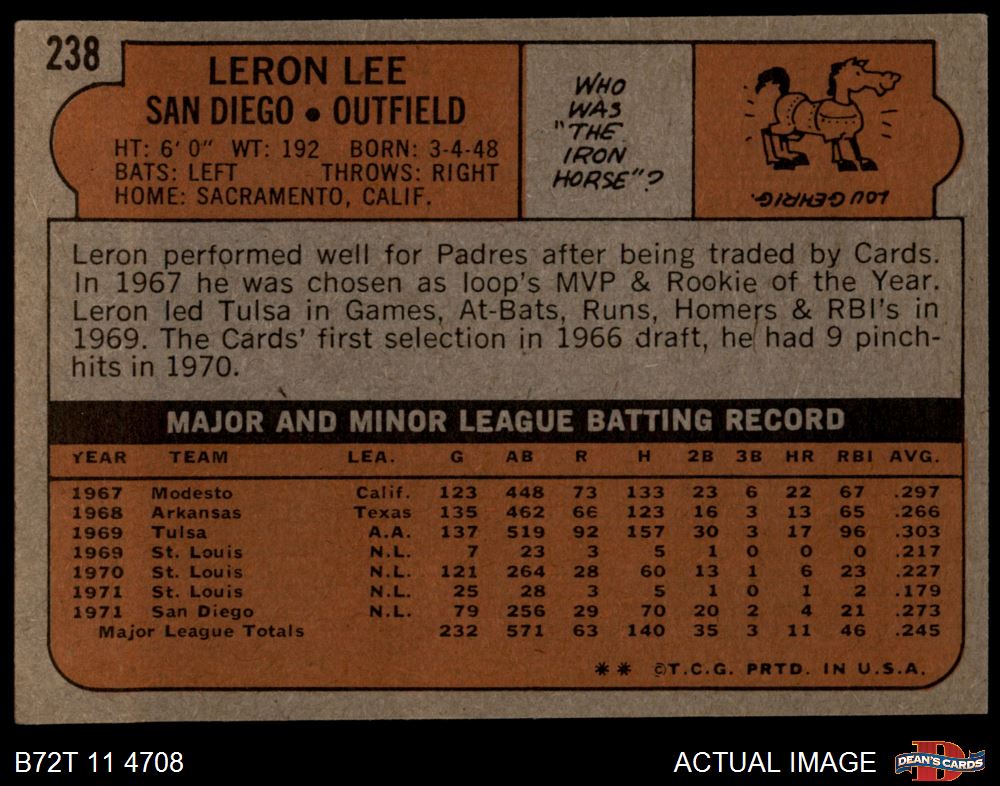 238
LERON LEE
SAN DIEGO • OUTFIELD
HT: 6' 0" WT: 192 BORN: 3-4-48
BATS: LEFT THROWS: RIGHT
HOME: SACRAMENTO, CALIF.
WHO
WAS
"THE
IRON
HORSE"?
LOU GEHRIG.
Leron performed well for Padres after being traded by Cards.
In 1967 he was chosen as loop's MVP & Rookie of the Year.
Leron led Tulsa in Games, At-Bats, Runs, Homers & RBI's in
1969. The Cards' first selection in 1966 draft, he had 9 pinch-
hits in 1970.
MAJOR AND MINOR LEAGUE BATTING RECORD
YEAR TEAM LEA. G AB R H 2B 3B HR RBI AVG.
1967 Modesto Calif. 123 448 73 133 23 6 22 67 .297
1968 Arkansas Texas 135 462 66 123 16 3 13 65 .266
1969 Tulsa A.A. 137 519 92 157 30 3 17 96 .303
1969 St. Louis N.L. 7 23 3 5 1 0 0 0 .217
1970 St. Louis N.L. 121 264 28 60 13 1 6 23 .227
1971 St. Louis N.L. 25 28 3 5 1 0 1 2 .179
1971 San Diego N.L. 79 256 29 70 20 2 4 21 .273
Major League Totals 232 571 63 140 35 3 11 46 .245
** ©T.C.G. PRTD. IN U.S.A.
B72T 11 4708
ACTUAL IMAGE
D
DEAN'S CARDS